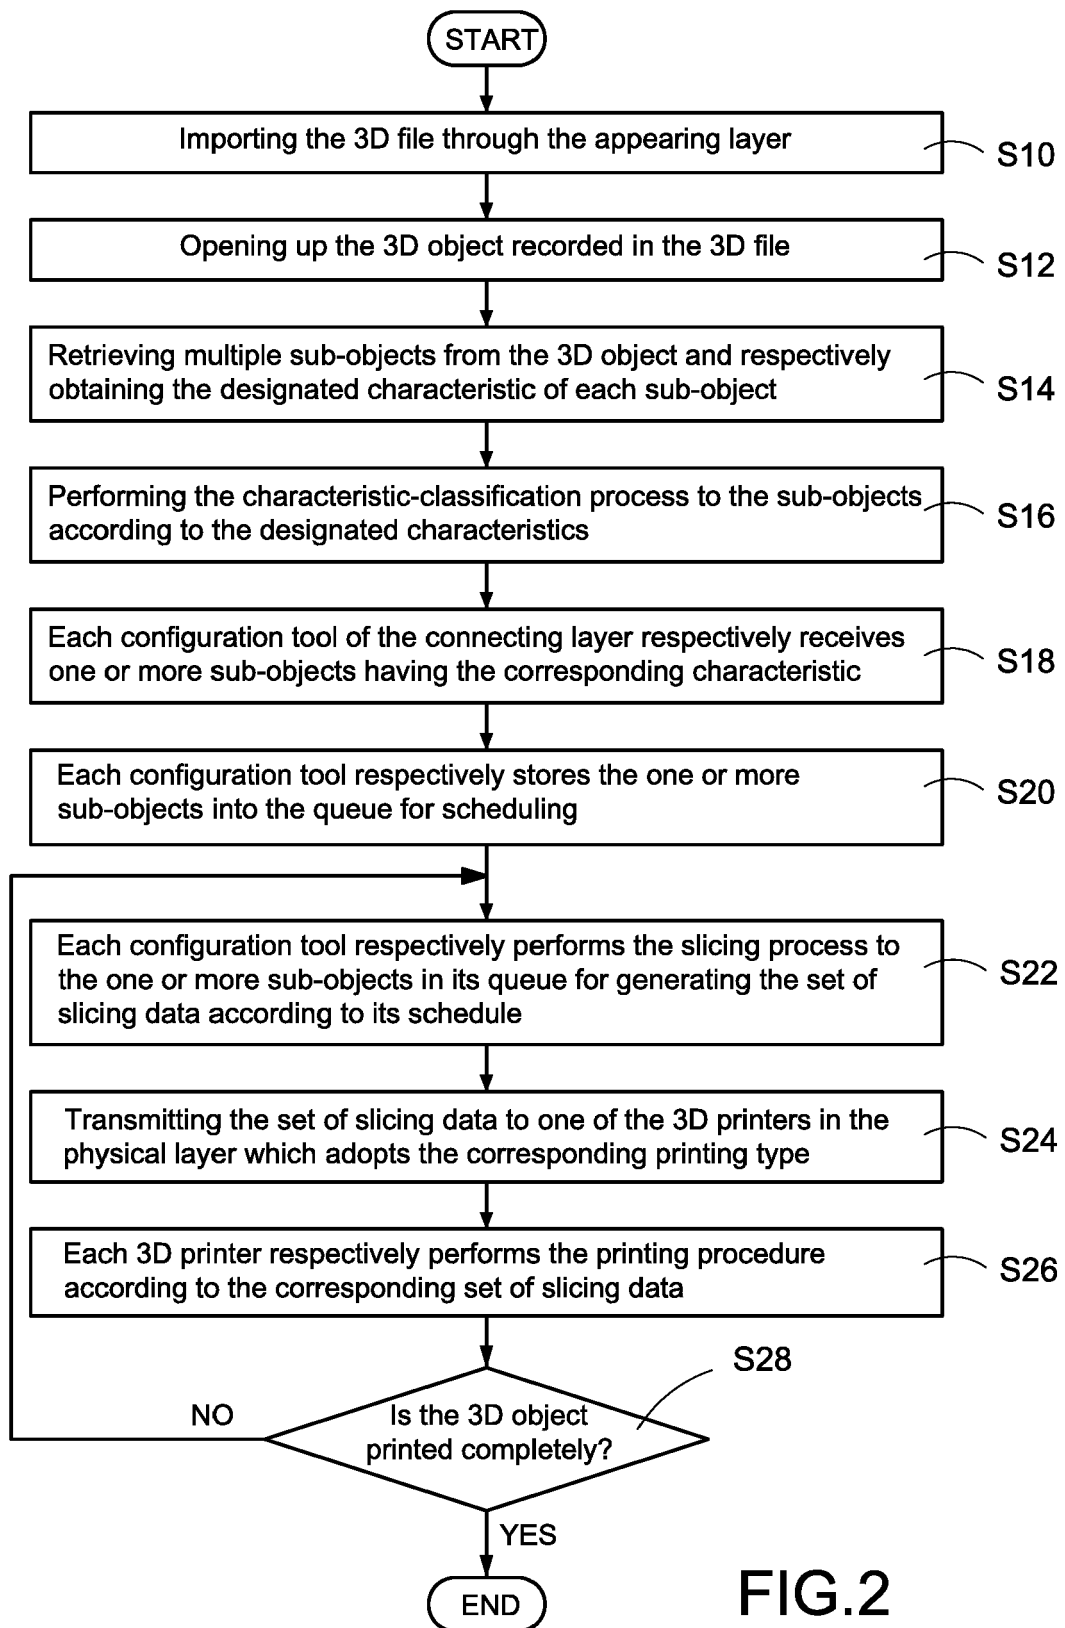 START
Importing the 3D file through the appearing layer
S10
Opening up the 3D object recorded in the 3D file
S12
Retrieving multiple sub-objects from the 3D object and respectively
obtaining the designated characteristic of each sub-object
S14
Performing the characteristic-classification process to the sub-objects
according to the designated characteristics
S16
Each configuration tool of the connecting layer respectively receives
one or more sub-objects having the corresponding characteristic
S18
Each configuration tool respectively stores the one or more
sub-objects into the queue for scheduling
S20
Each configuration tool respectively performs the slicing process to
the one or more sub-objects in its queue for generating the set of
slicing data according to its schedule
S22
Transmitting the set of slicing data to one of the 3D printers in the
physical layer which adopts the corresponding printing type
S24
Each 3D printer respectively performs the printing procedure
according to the corresponding set of slicing data
S26
S28
NO
Is the 3D object
printed completely?
YES
END
FIG.2